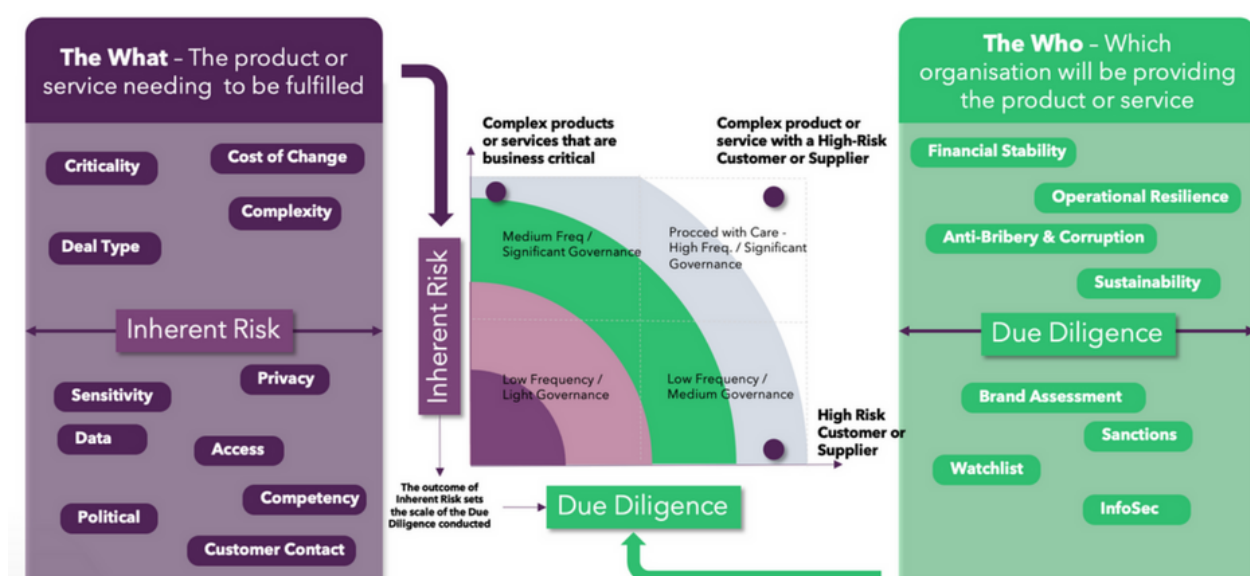 The What – The product or
service needing to be fulfilled
Criticality
Cost of Change
Complexity
Deal Type
Inherent Risk
Privacy
Sensitivity
Data
Access
Competency
Political
Customer Contact
Complex products
or services that are
business critical
Complex product or
service with a High-Risk
Customer or Supplier
Inherent Risk
Medium Freq /
Significant Governance
Procced with Care -
High Freq. / Significant
Governance
Low Frequency /
Light Governance
Low Frequency /
Medium Governance
High Risk
Customer or
Supplier
The outcome of
Inherent Risk sets
the scale of the Due
Diligence conducted
Due Diligence
The Who – Which
organisation will be providing
the product or service
Financial Stability
Operational Resilience
Anti-Bribery & Corruption
Sustainability
Due Diligence
Brand Assessment
Sanctions
Watchlist
InfoSec